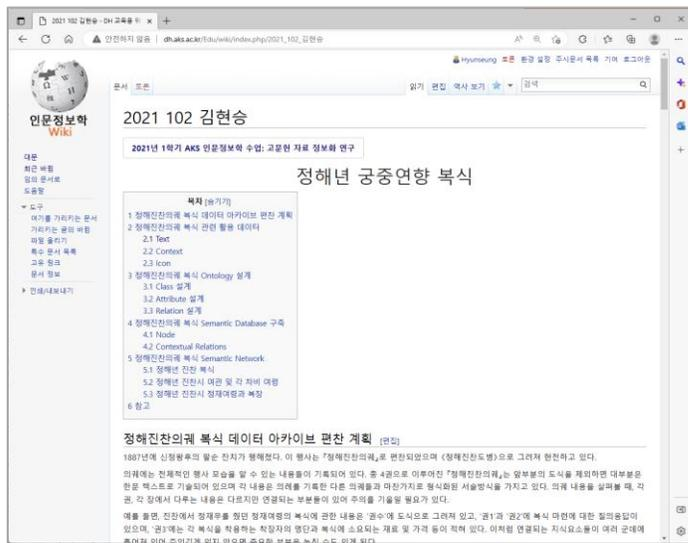 2021 102 김현승 - DH 교육용 위
안전하지 않음 | dh.aks.ac.kr/Edu/wiki/index.php/2021_102_김현승
Hyunseung 토론 환경 설정 주시문서 목록 기여 로그아웃
문서 토론 읽기 편집 역사 보기 검색
인문정보학
Wiki
대문
최근 바뀜
임의 문서로
도움말
도구
여기를 가리키는 문서
가리키는 글의 바뀜
파일 올리기
특수 문서 목록
고유 링크
문서 정보
인쇄/내보내기
2021 102 김현승
2021년 1학기 AKS 인문정보학 수업: 고문헌 자료 정보화 연구
정해년 궁중연향 복식
목차 [숨기기]
1 정해진찬의궤 복식 데이터 아카이브 편찬 계획
2 정해진찬의궤 복식 관련 활용 데이터
2.1 Text
2.2 Context
2.3 Icon
3 정해진찬의궤 복식 Ontology 설계
3.1 Class 설계
3.2 Attribute 설계
3.3 Relation 설계
4 정해진찬의궤 복식 Semantic Database 구축
4.1 Node
4.2 Contextual Relations
5 정해진찬의궤 복식 Semantic Network
5.1 정해년 진찬 복식
5.2 정해년 진찬시 여관 및 각 차비 여령
5.3 정해년 진찬시 정재여령과 복장
6 참고
정해진찬의궤 복식 데이터 아카이브 편찬 계획 [편집]
1887년에 신정왕후의 팔순 잔치가 행해졌다. 이 행사는 『정해진찬의궤』로 편찬되었으며 《정해진찬도병》으로 그려져 현전하고 있다.
의궤에는 전체적인 행사 모습을 알 수 있는 내용들이 기록되어 있다. 총 4권으로 이루어진 『정해진찬의궤』는 앞부분의 도식을 제외하면 대부분은
한문 텍스트로 기술되어 있으며 각 내용은 의례를 기록한 다른 의궤들과 마찬가지로 형식화된 서술방식을 가지고 있다. 의궤 내용을 살펴볼 때, 각
권, 각 장에서 다루는 내용은 다르지만 연결되는 부분들이 있어 주의를 기울일 필요가 있다.
예를 들면, 진찬에서 정재무를 췄던 정재여령의 복식에 관한 내용은 '권수'에 도식으로 그려져 있고, '권1'과 '권2'에 복식 마련에 대한 질의응답이
있으며, '권3'에는 각 복식을 착용하는 착장자의 명단과 복식에 소요되는 재료 및 가격 등이 적혀 있다. 이처럼 연결되는 지식요소들이 여러 군데에